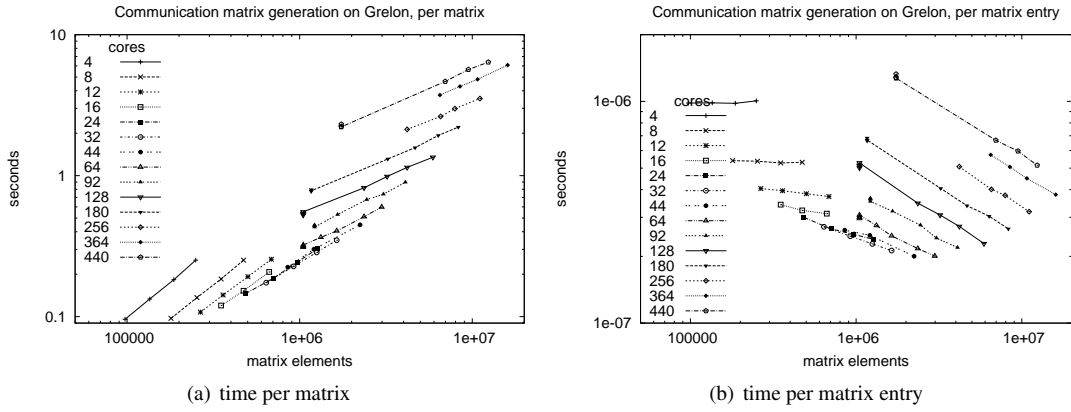 Communication matrix generation on Grelon, per matrix
10
1
0.1
seconds
cores
4
8
12
16
24
32
44
64
92
128
180
256
364
440
100000
1e+06
1e+07
matrix elements
(a) time per matrix
Communication matrix generation on Grelon, per matrix entry
1e-06
1e-07
seconds
cores
4
8
12
16
24
32
44
64
92
128
180
256
364
440
100000
1e+06
1e+07
matrix elements
(b) time per matrix entry